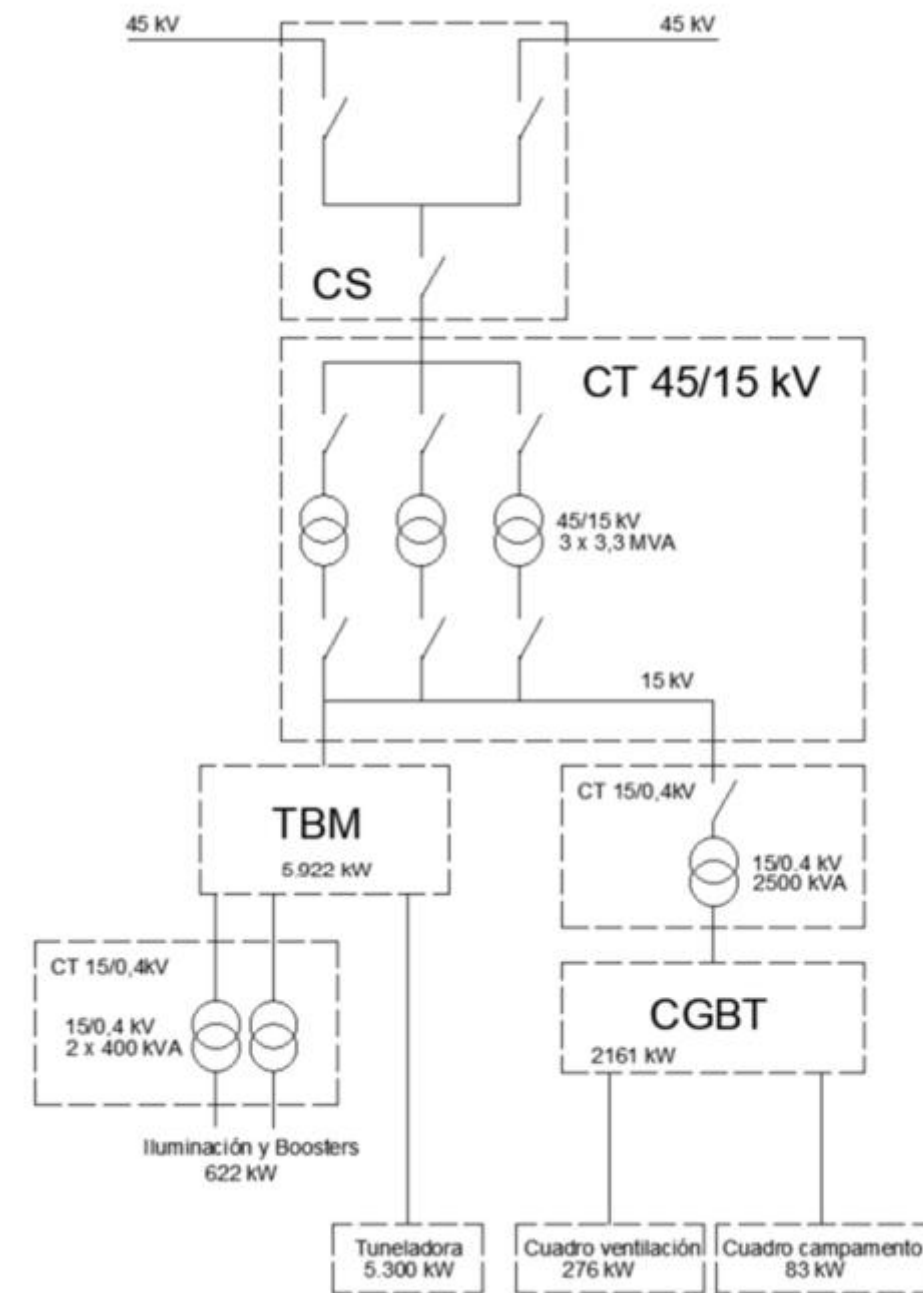 45 kV
45 kV
CS
CT 45/15 kV
45/15 kV
3 x 3,3 MVA
15 kV
TBM
5.922 kW
CT 15/0,4kV
15/0.4 kV
2500 kVA
CT 15/0,4kV
15/0,4 kV
2 x 400 kVA
CGBT
2161 kW
Iluminación y Boosters
622 kW
Tuneladora
5.300 kW
Cuadro ventilación
276 kW
Cuadro campamento
83 kW